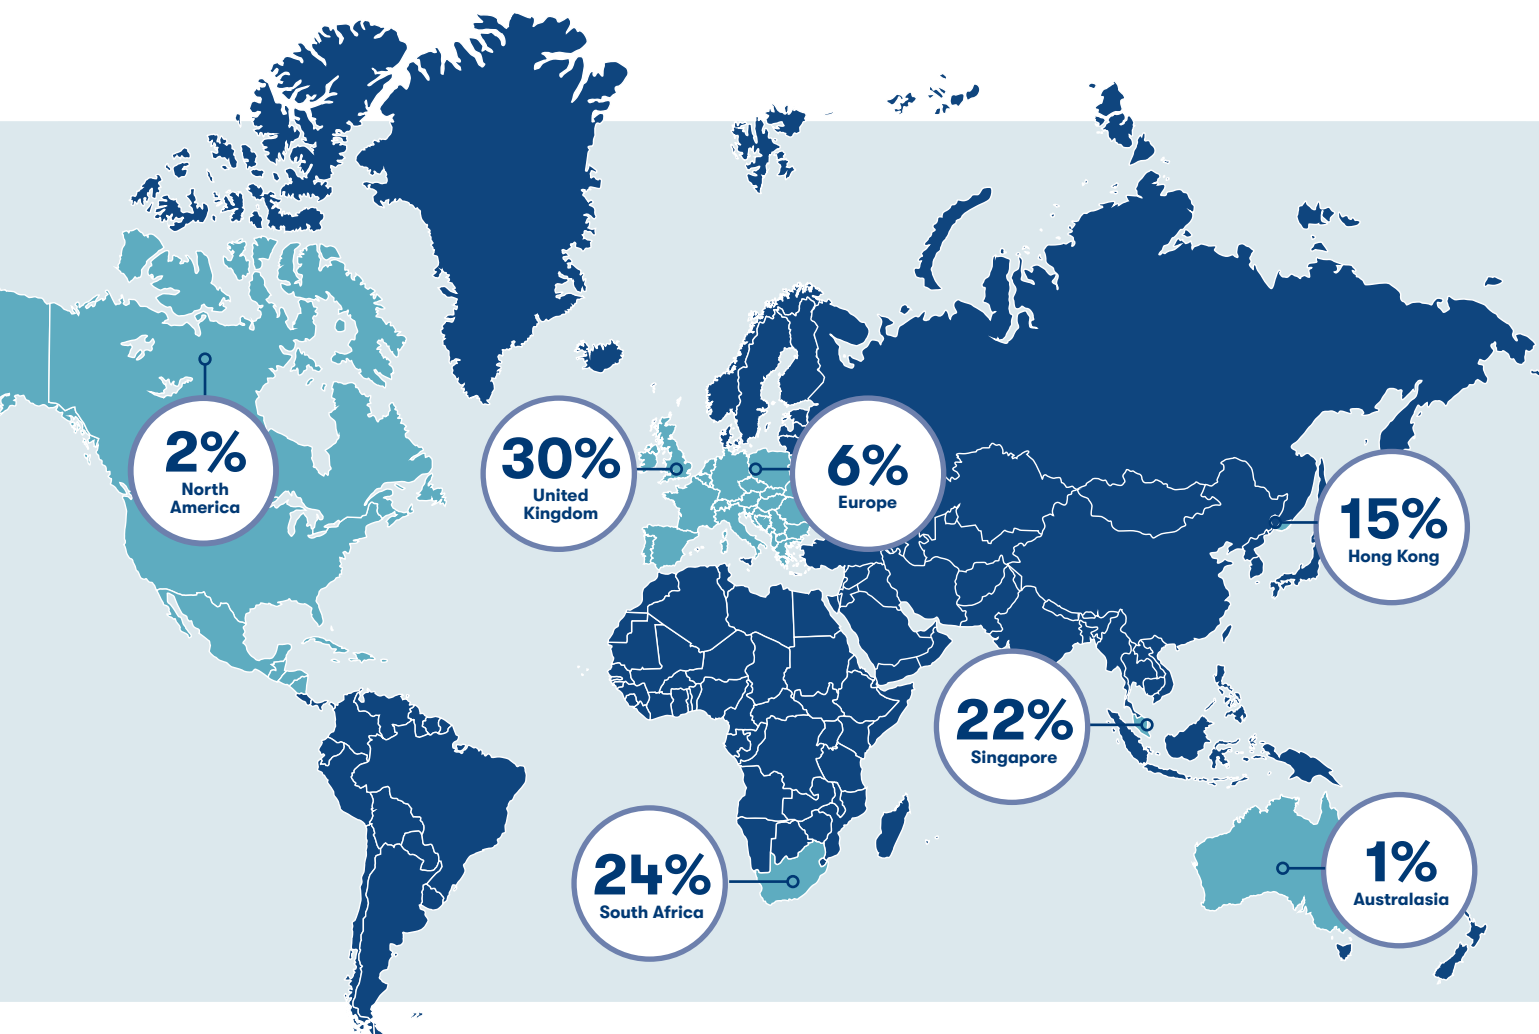 2%
North
America
30%
United
Kingdom
6%
Europe
15%
Hong Kong
22%
Singapore
24%
South Africa
1%
Australasia